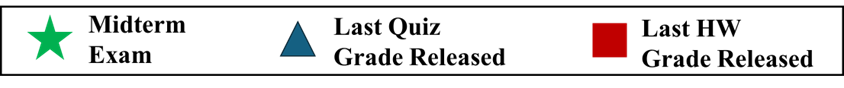 Midterm
Exam
Last Quiz
Grade Released
Last HW
Grade Released